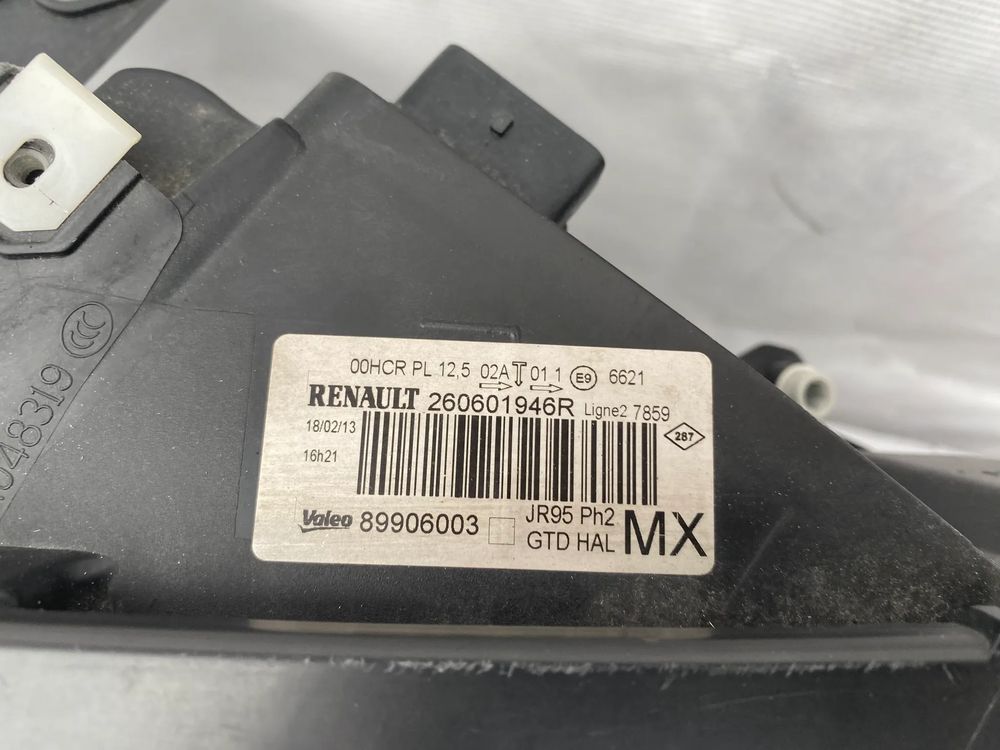 00HCR PL 12,5 02A 01 1 E9 6621
RENAULT 260601946R Ligne2 7859
18/02/13
16h21
287
Valeo 89906003 JR95 Ph2
GTD HAL MX
048319